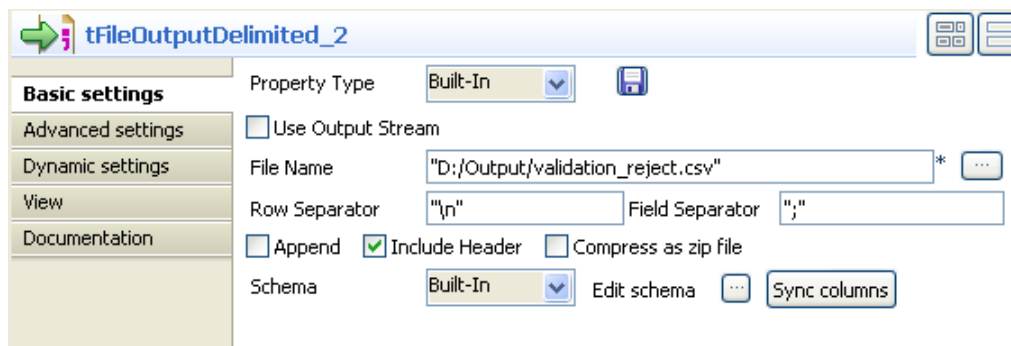 tFileOutputDelimited_2
Basic settings
Advanced settings
Dynamic settings
View
Documentation
Property Type Built-In
Use Output Stream
File Name "D:/Output/validation_reject.csv" * ...
Row Separator "\n" Field Separator ";"
Append Include Header Compress as zip file
Schema Built-In Edit schema ... Sync columns